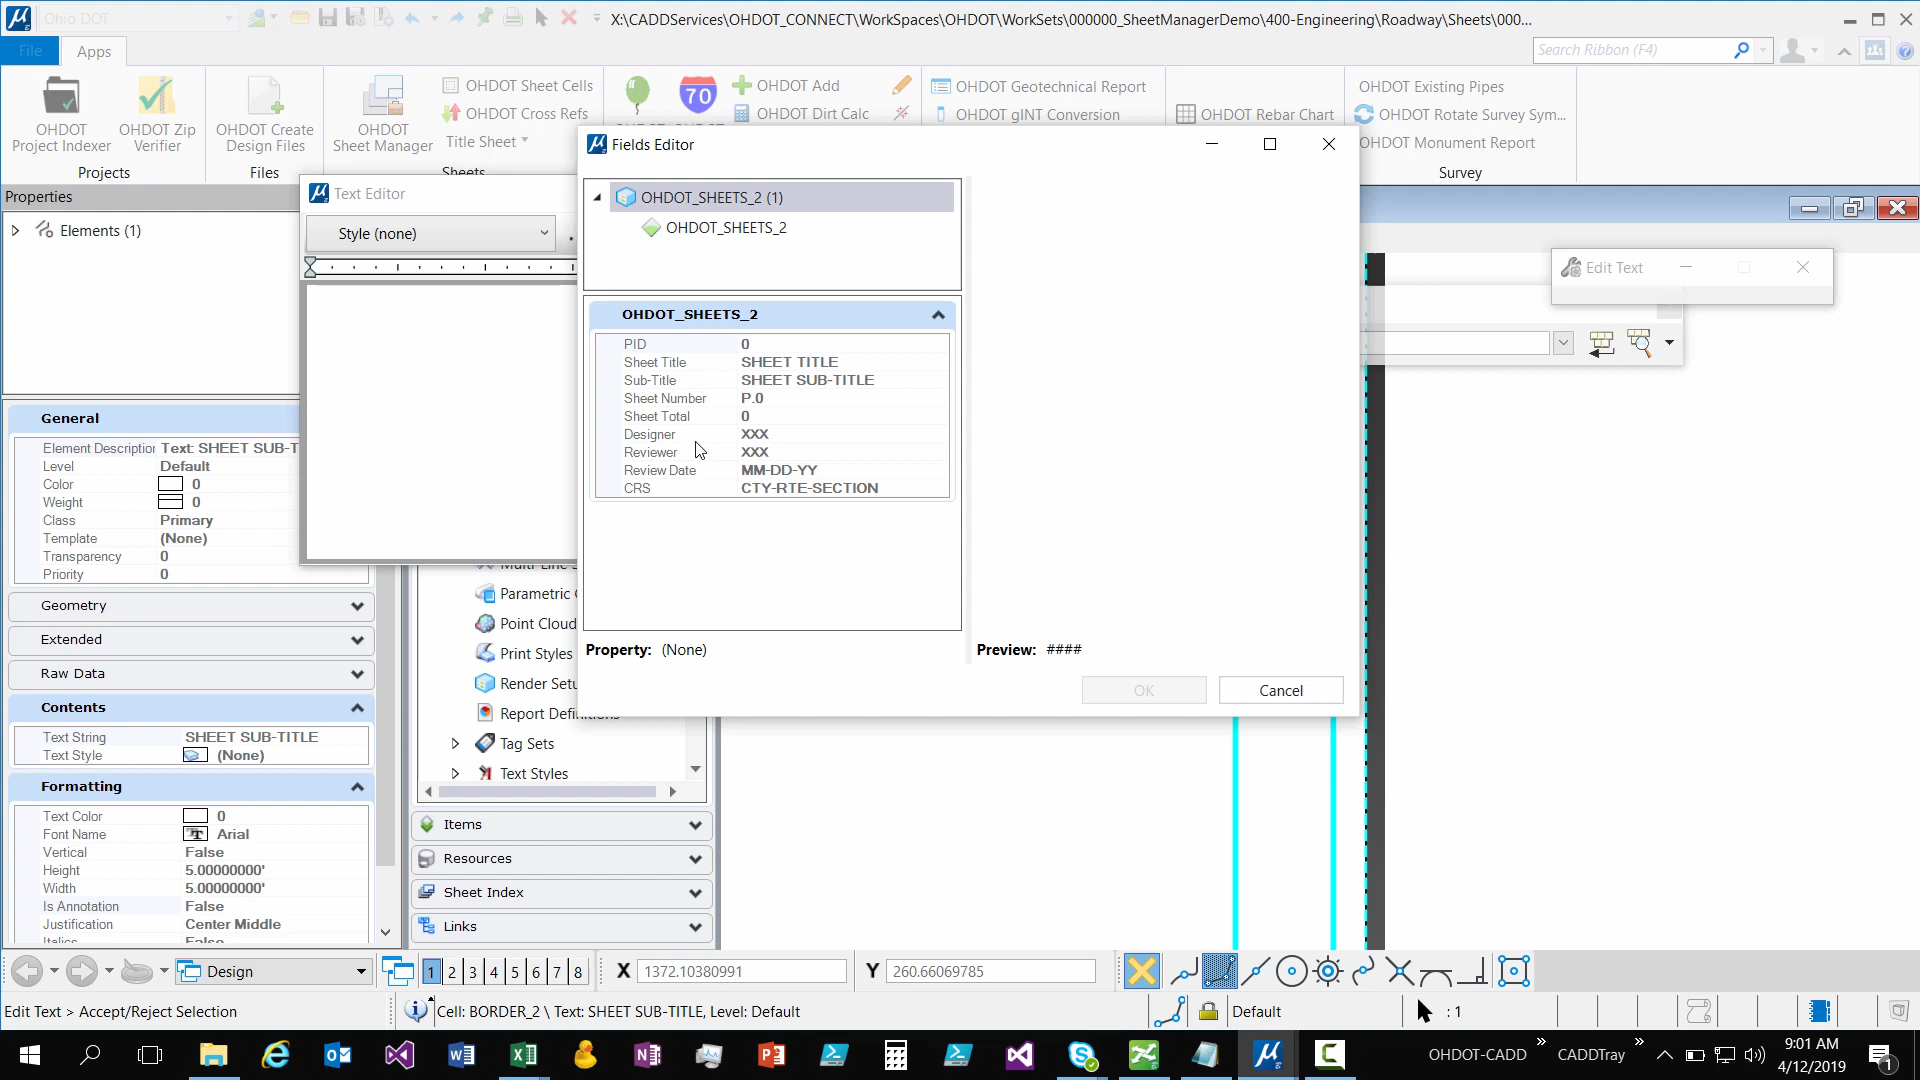 Ohio DOT
X:\CADDServices\OHDOT_CONNECT\WorkSpaces\OHDOT\WorkSets\000000_SheetManagerDemo\400-Engineering\Roadway\Sheets\000...
File
Apps
Search Ribbon (F4)
OHDOT
Project Indexer
OHDOT Zip
Verifier
Projects
OHDOT Create
Design Files
Files
OHDOT
Sheet Manager
OHDOT Sheet Cells
OHDOT Cross Refs
Title Sheet
Sheets
70
OHDOT Add
OHDOT Dirt Calc
OHDOT Geotechnical Report
OHDOT gINT Conversion
OHDOT Rebar Chart
OHDOT Existing Pipes
OHDOT Rotate Survey Sym...
OHDOT Monument Report
Survey
Properties
Elements (1)
General
Element Description Text: SHEET SUB-T
Level Default
Color 0
Weight 0
Class Primary
Template (None)
Transparency 0
Priority 0
Geometry
Extended
Raw Data
Contents
Text String SHEET SUB-TITLE
Text Style (None)
Formatting
Text Color 0
Font Name Arial
Vertical False
Height 5.00000000'
Width 5.00000000'
Is Annotation False
Justification Center Middle
Italics False
Text Editor
Style (none)
Fields Editor
OHDOT_SHEETS_2 (1)
OHDOT_SHEETS_2
OHDOT_SHEETS_2
PID 0
Sheet Title SHEET TITLE
Sub-Title SHEET SUB-TITLE
Sheet Number P.0
Sheet Total 0
Designer XXX
Reviewer XXX
Review Date MM-DD-YY
CRS CTY-RTE-SECTION
Property: (None)
Preview: ####
OK
Cancel
Edit Text
Multi-Line
Parametric
Point Cloud
Print Styles
Render Setu
Report Definitions
Tag Sets
Text Styles
Items
Resources
Sheet Index
Links
Design
1 2 3 4 5 6 7 8
X 1372.10380991
Y 260.66069785
Edit Text > Accept/Reject Selection
Cell: BORDER_2 \ Text: SHEET SUB-TITLE, Level: Default
Default
: 1
OHDOT-CADD
CADDTray
9:01 AM
4/12/2019
1